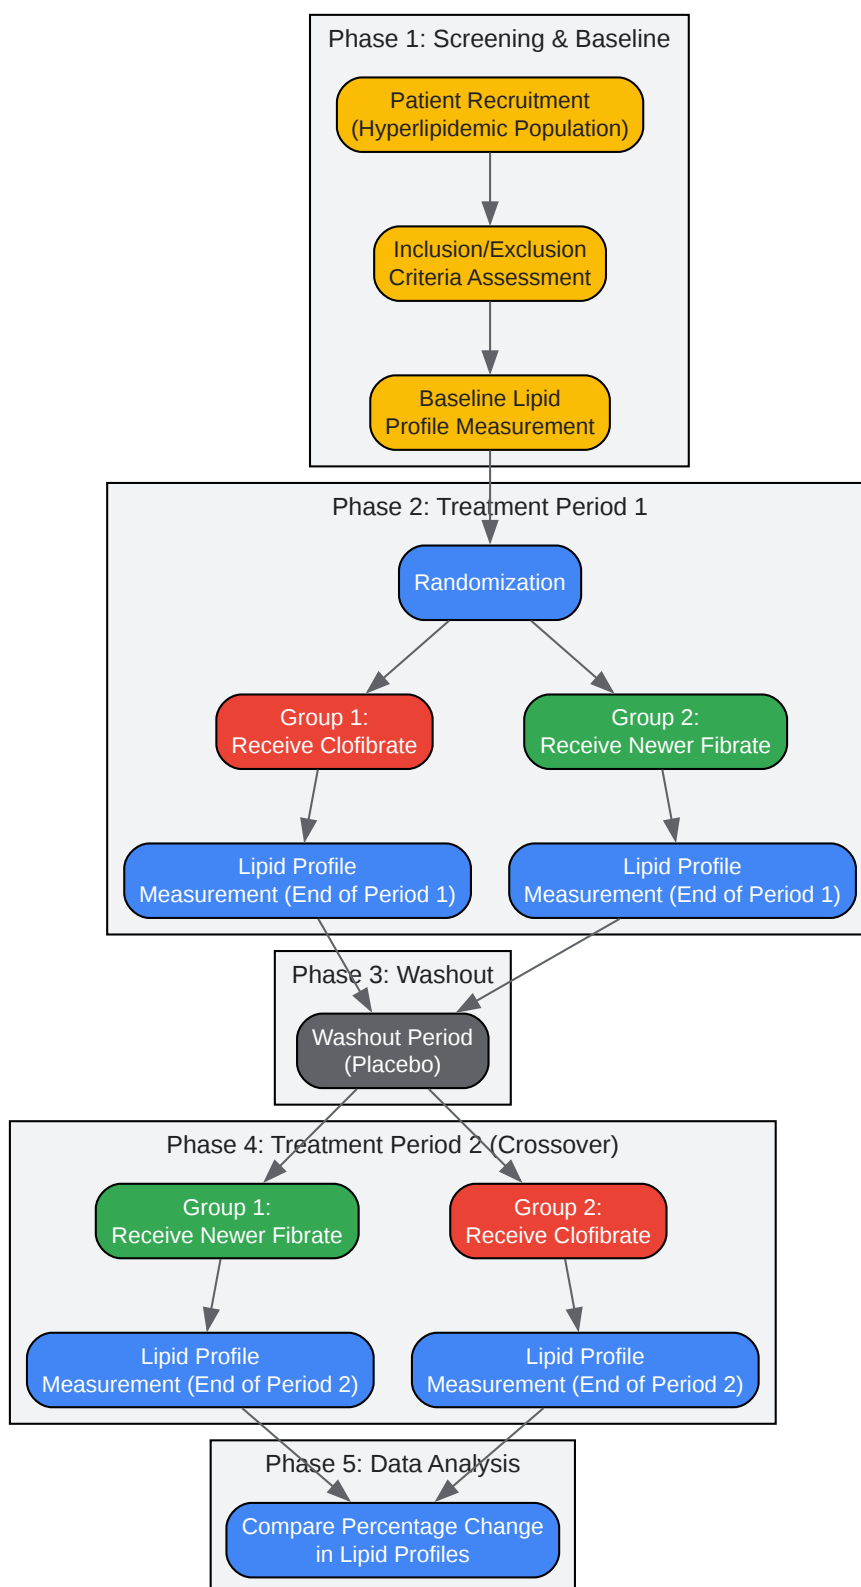 Phase 1: Screening & Baseline
Patient Recruitment
(Hyperlipidemic Population)
Inclusion/Exclusion
Criteria Assessment
Baseline Lipid
Profile Measurement
Phase 2: Treatment Period 1
Randomization
Group 1:
Receive Clofibrate
Group 2:
Receive Newer Fibrate
Lipid Profile
Measurement (End of Period 1)
Lipid Profile
Measurement (End of Period 1)
Phase 3: Washout
Washout Period
(Placebo)
Phase 4: Treatment Period 2 (Crossover)
Group 1:
Receive Newer Fibrate
Group 2:
Receive Clofibrate
Lipid Profile
Measurement (End of Period 2)
Lipid Profile
Measurement (End of Period 2)
Phase 5: Data Analysis
Compare Percentage Change
in Lipid Profiles